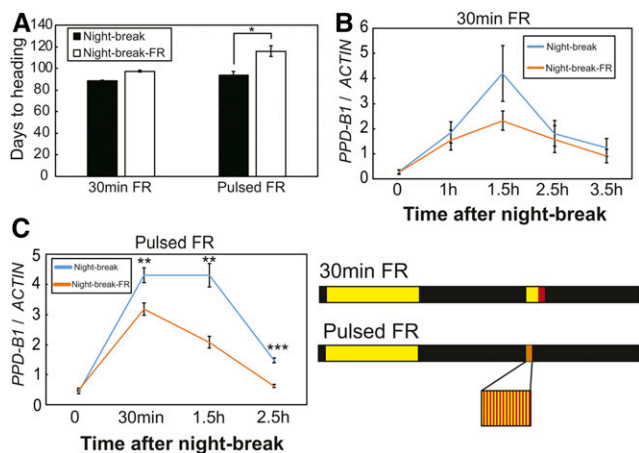 A
Days to heading
140
120
100
80
60
40
20
0
Night-break
Night-break-FR
*
30min FR
Pulsed FR
B
30min FR
PPD-B1 / ACTIN
6
5
4
3
2
1
0
Night-break
Night-break-FR
0
1h
1.5h
2.5h
3.5h
Time after night-break
C
Pulsed FR
PPD-B1 / ACTIN
5
4
3
2
1
0
Night-break
Night-break-FR
**
**
***
0
30min
1.5h
2.5h
Time after night-break
30min FR
Pulsed FR